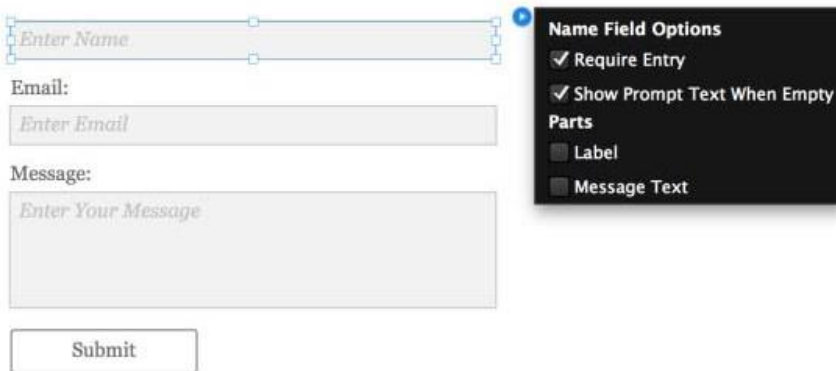 Enter Name
Email:
Enter Email
Message:
Enter Your Message
Submit
Name Field Options
Require Entry
Show Prompt Text When Empty
Parts
Label
Message Text